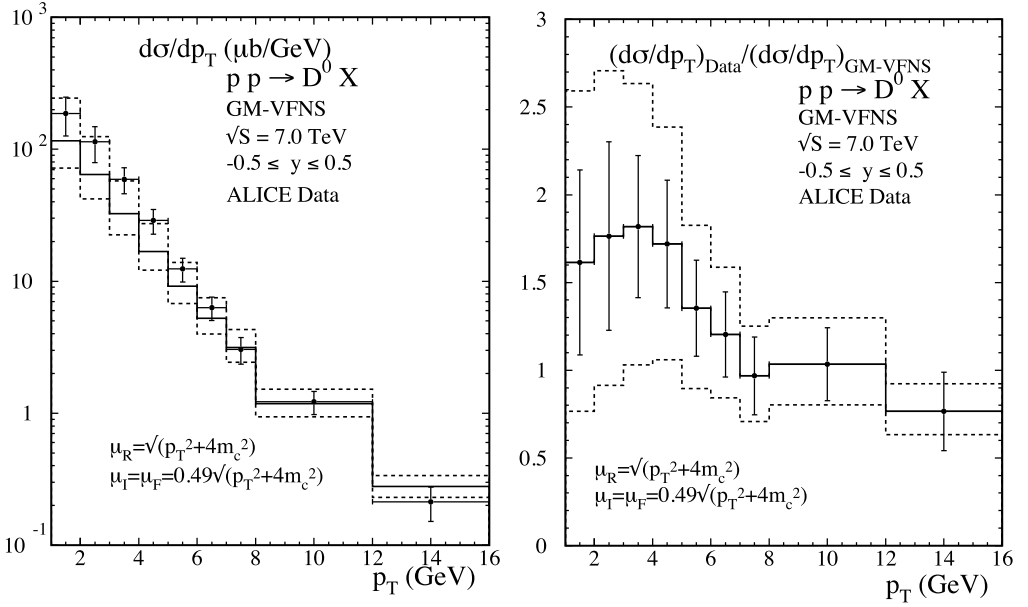 10³
10²
10
1
10⁻¹
dσ/dp_T (μb/GeV)
p p → D⁰ X
GM-VFNS
√S = 7.0 TeV
-0.5 ≤ y ≤ 0.5
ALICE Data
μ_R=√(p_T²+4m_c²)
μ_I=μ_F=0.49√(p_T²+4m_c²)
2 4 6 8 10 12 14 16
p_T (GeV)
3
2.5
2
1.5
1
0.5
0
(dσ/dp_T)_Data/(dσ/dp_T)_GM-VFNS
p p → D⁰ X
GM-VFNS
√S = 7.0 TeV
-0.5 ≤ y ≤ 0.5
ALICE Data
μ_R=√(p_T²+4m_c²)
μ_I=μ_F=0.49√(p_T²+4m_c²)
2 4 6 8 10 12 14 16
p_T (GeV)